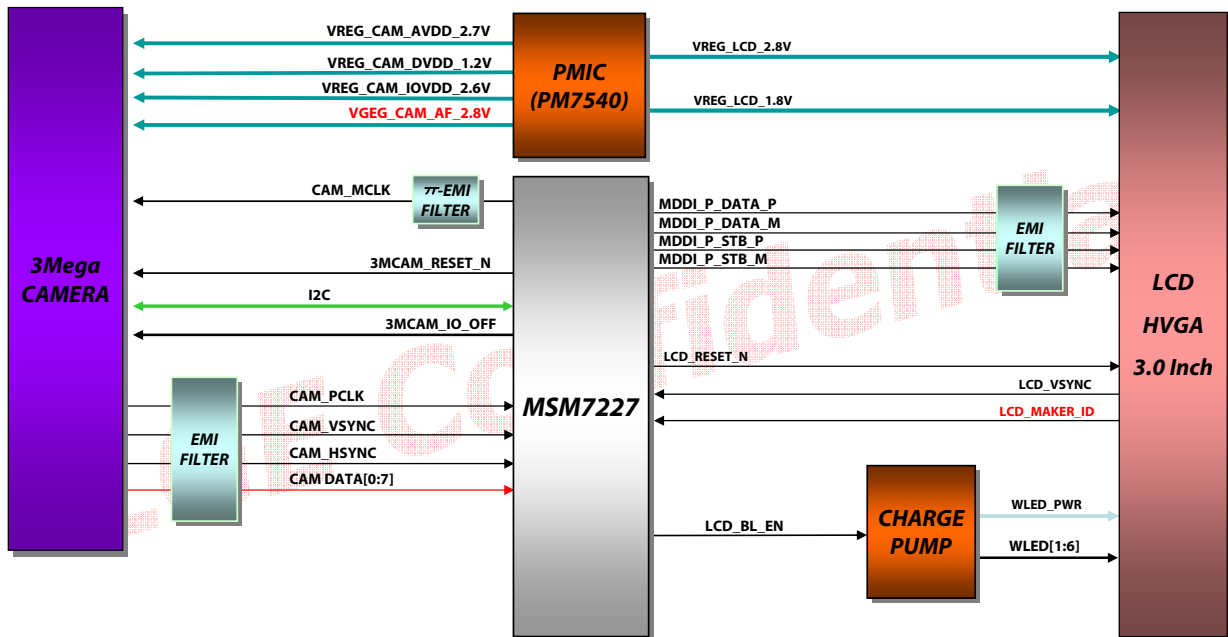 VREG_CAM_AVDD_2.7V
VREG_CAM_DVDD_1.2V
VREG_CAM_IOVDD_2.6V
VGEG_CAM_AF_2.8V
PMIC
(PM7540)
VREG_LCD_2.8V
VREG_LCD_1.8V
3Mega
CAMERA
CAM_MCLK
π-EMI
FILTER
3MCAM_RESET_N
I2C
3MCAM_IO_OFF
CAM_PCLK
CAM_VSYNC
CAM_HSYNC
CAM DATA[0:7]
EMI
FILTER
MSM7227
MDDI_P_DATA_P
MDDI_P_DATA_M
MDDI_P_STB_P
MDDI_P_STB_M
EMI
FILTER
LCD_RESET_N
LCD_VSYNC
LCD_MAKER_ID
LCD_BL_EN
CHARGE
PUMP
WLED_PWR
WLED[1:6]
LCD
HVGA
3.0 Inch